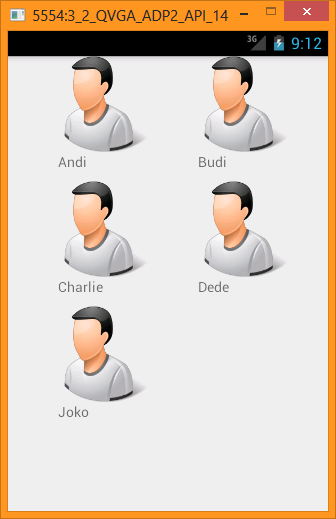 5554:3_2_QVGA_ADP2_API_14
3G 9:12
Andi Budi
Charlie Dede
Joko